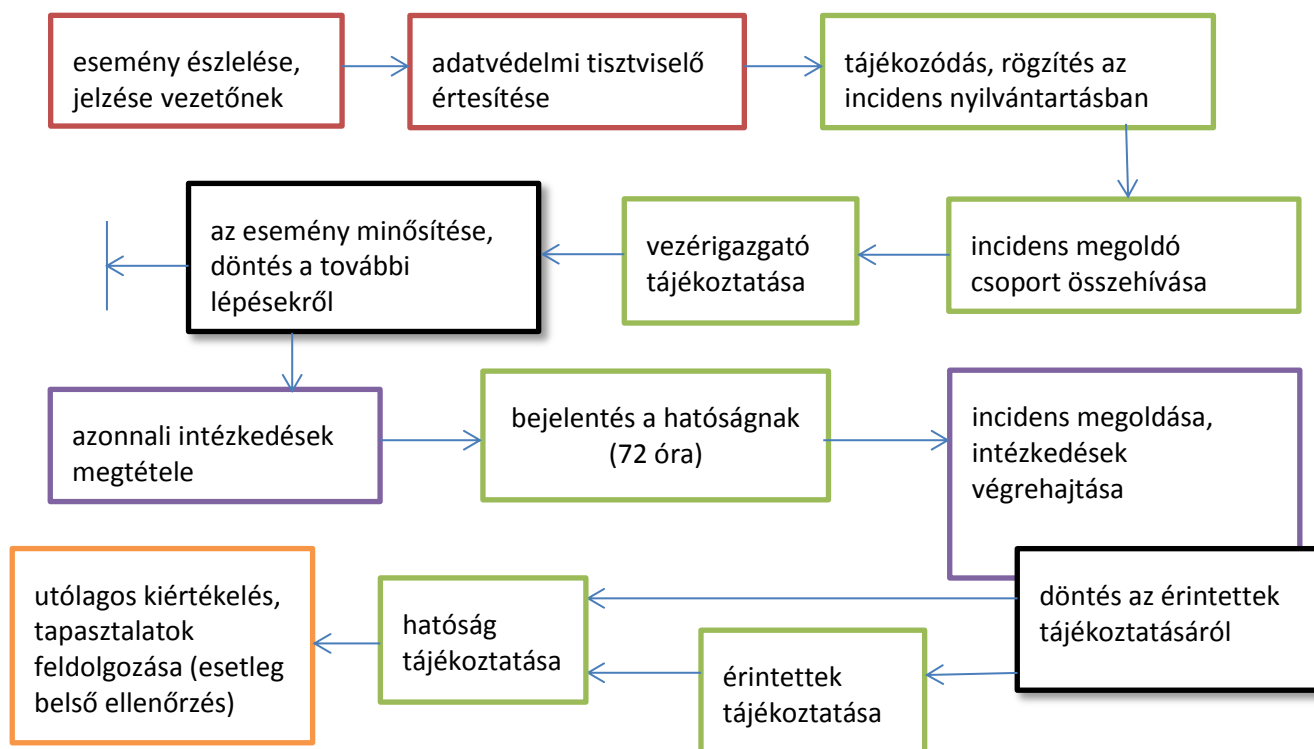 esemény észlelése,
jelzése vezetőnek
adatvédelmi tisztviselő
értesítése
tájékozódás, rögzítés az
incidens nyilvántartásban
incidens megoldó
csoport összehívása
vezérigazgató
tájékoztatása
az esemény minősítése,
döntés a további
lépésekről
azonnali intézkedések
megtétele
bejelentés a hatóságnak
(72 óra)
incidens megoldása,
intézkedések
végrehajtása
döntés az érintettek
tájékoztatásáról
érintettek
tájékoztatása
hatóság
tájékoztatása
utólagos kiértékelés,
tapasztalatok
feldolgozása (esetleg
belső ellenőrzés)